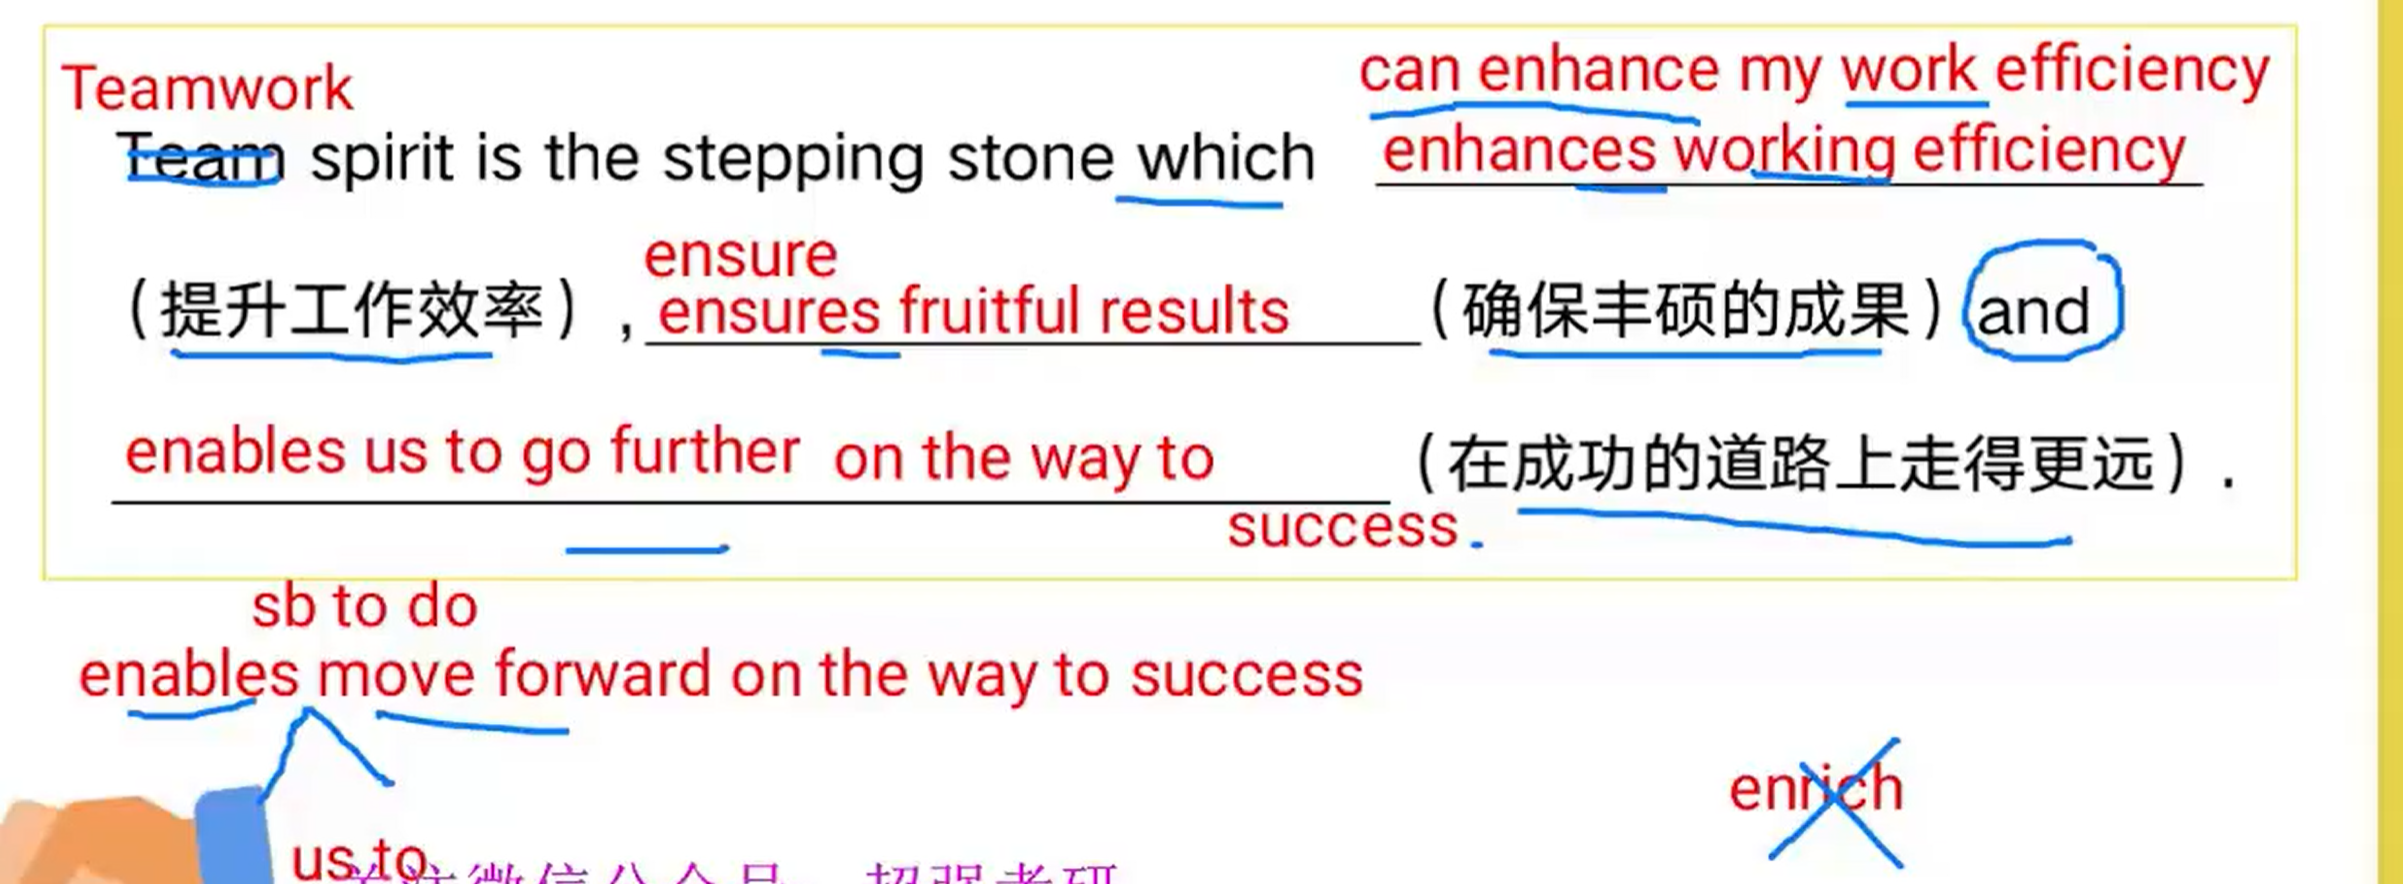 Teamwork
can enhance my work efficiency
Team spirit is the stepping stone which enhances working efficiency
ensure
（提升工作效率）, ensures fruitful results （确保丰硕的成果）and
enables us to go further on the way to （在成功的道路上走得更远）.
success.
sb to do
enables move forward on the way to success
enrich
us to
关注微信公众号 超强考研